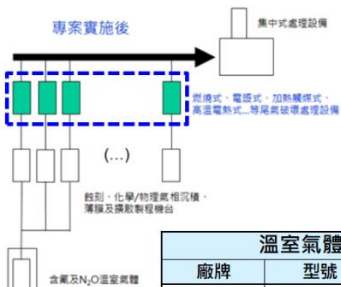 專案實施後
集中式處理設備
燃燒式、電漿式、加熱觸媒式、
高溫電熱式...等尾氣破壞處理設備
(...)
蝕刻、化學/物理氣相沉積、
薄膜及擴散製程機台
含氟及N₂O溫室氣體
溫室氣體
廠牌 型號